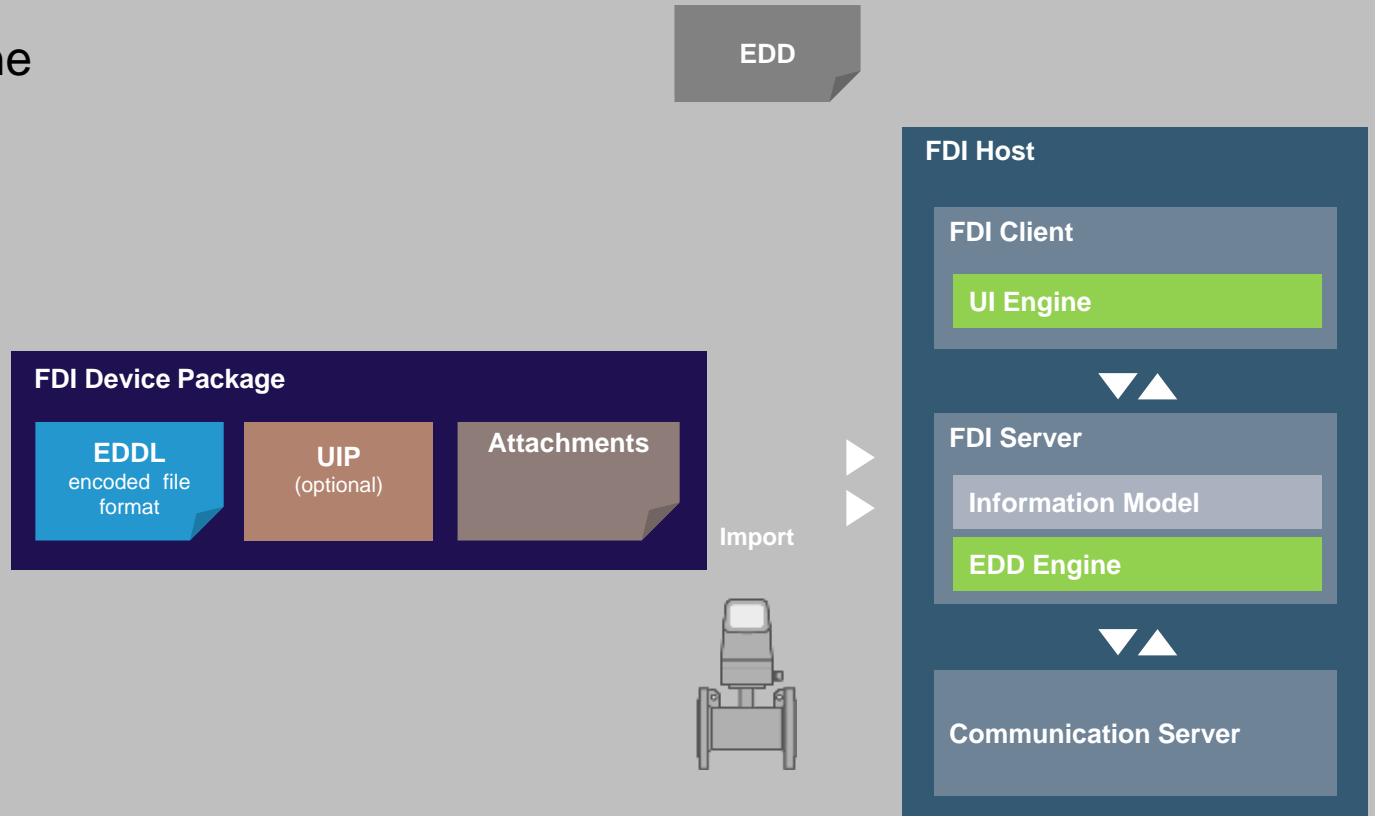 ne
EDD
FDI Host
FDI Client
UI Engine
FDI Device Package
EDDL
encoded file
format
UIP
(optional)
Attachments
Import
FDI Server
Information Model
EDD Engine
Communication Server